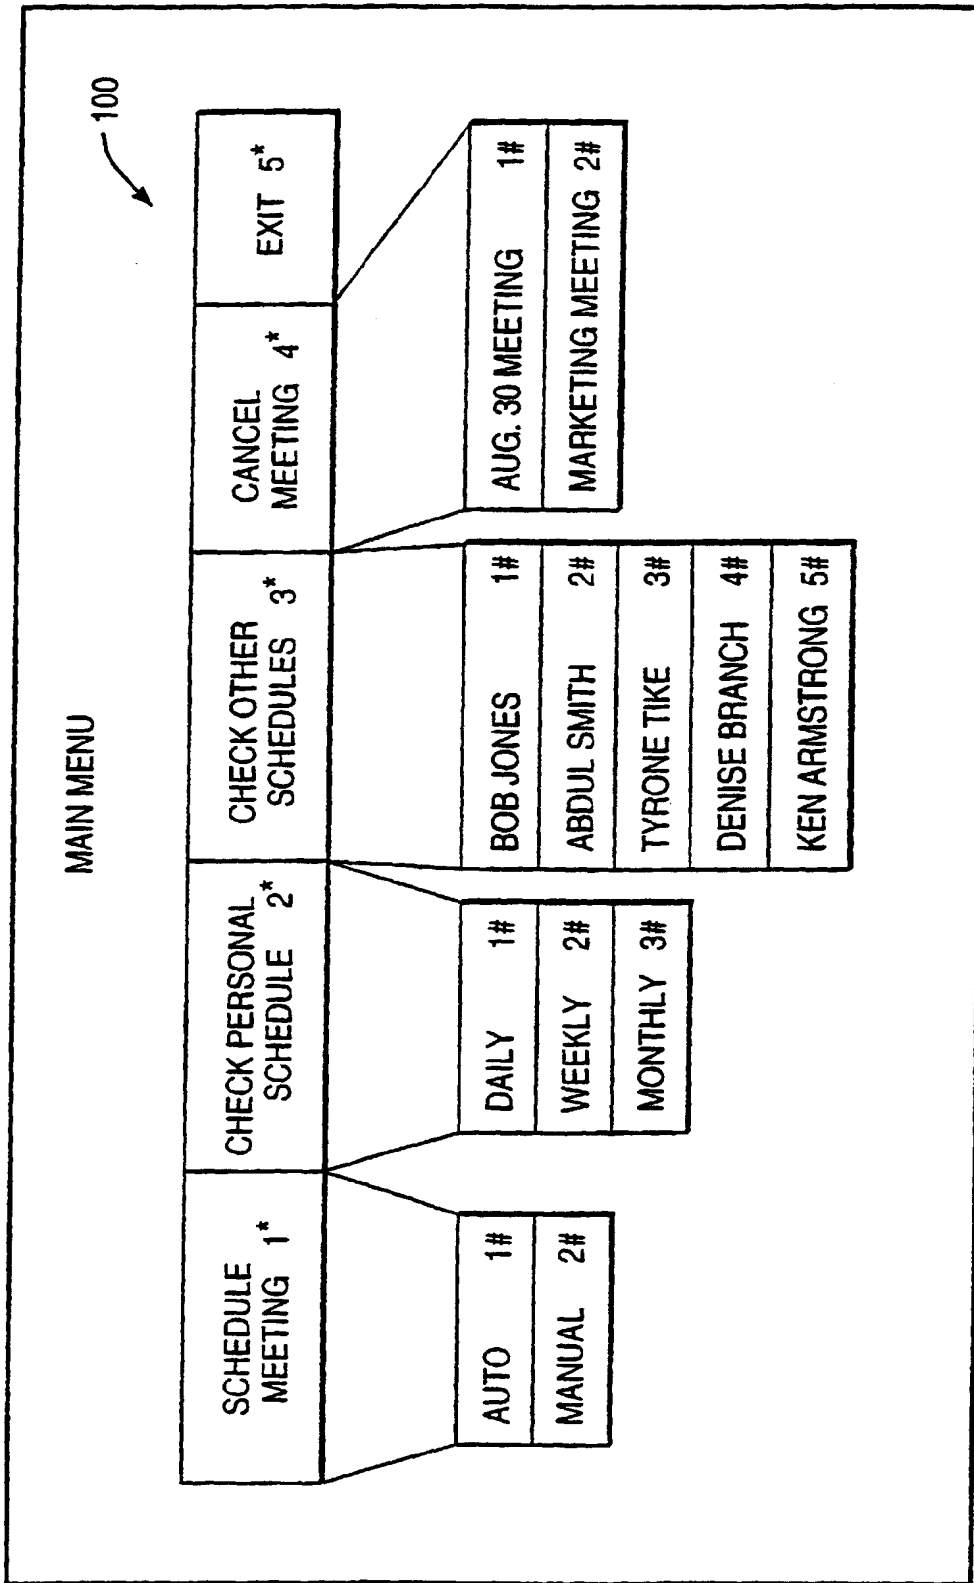 MAIN MENU
100
SCHEDULE
MEETING 1*
CHECK PERSONAL
SCHEDULE 2*
CHECK OTHER
SCHEDULES 3*
CANCEL
MEETING 4*
EXIT 5*
AUTO 1#
MANUAL 2#
DAILY 1#
WEEKLY 2#
MONTHLY 3#
BOB JONES 1#
ABDUL SMITH 2#
TYRONE TIKE 3#
DENISE BRANCH 4#
KEN ARMSTRONG 5#
AUG. 30 MEETING 1#
MARKETING MEETING 2#